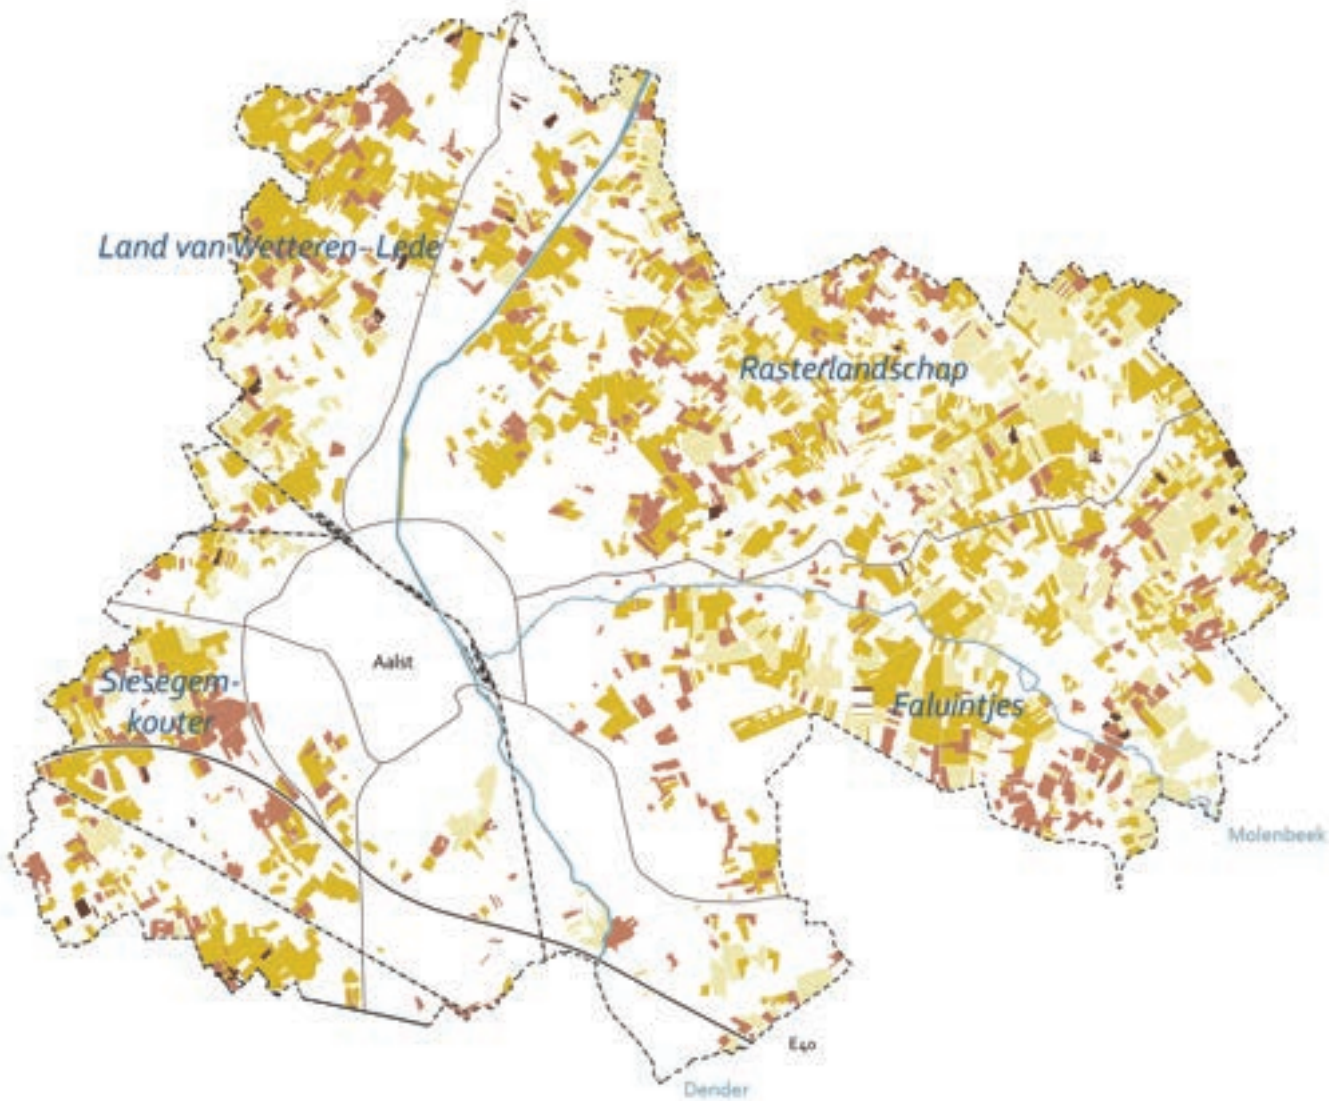 Land van Wetteren-Lede
Rasterlandschap
Aalst
Siesegem-
kouter
Faluintjes
Molenbeek
E40
Dender